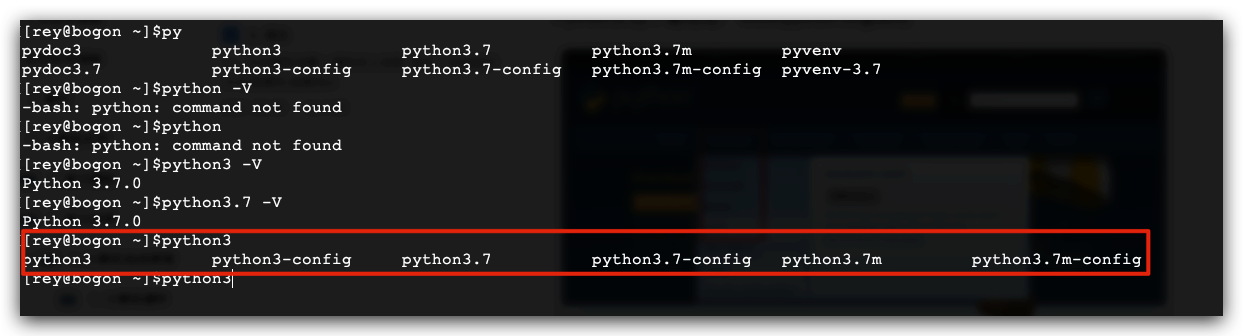 [rey@bogon ~]$py
pydoc3 python3 python3.7 python3.7m pyvenv
pydoc3.7 python3-config python3.7-config python3.7m-config pyvenv-3.7
[rey@bogon ~]$python -V
-bash: python: command not found
[rey@bogon ~]$python
-bash: python: command not found
[rey@bogon ~]$python3 -V
Python 3.7.0
[rey@bogon ~]$python3.7 -V
Python 3.7.0
[rey@bogon ~]$python3
python3 python3-config python3.7 python3.7-config python3.7m python3.7m-config
[rey@bogon ~]$python3